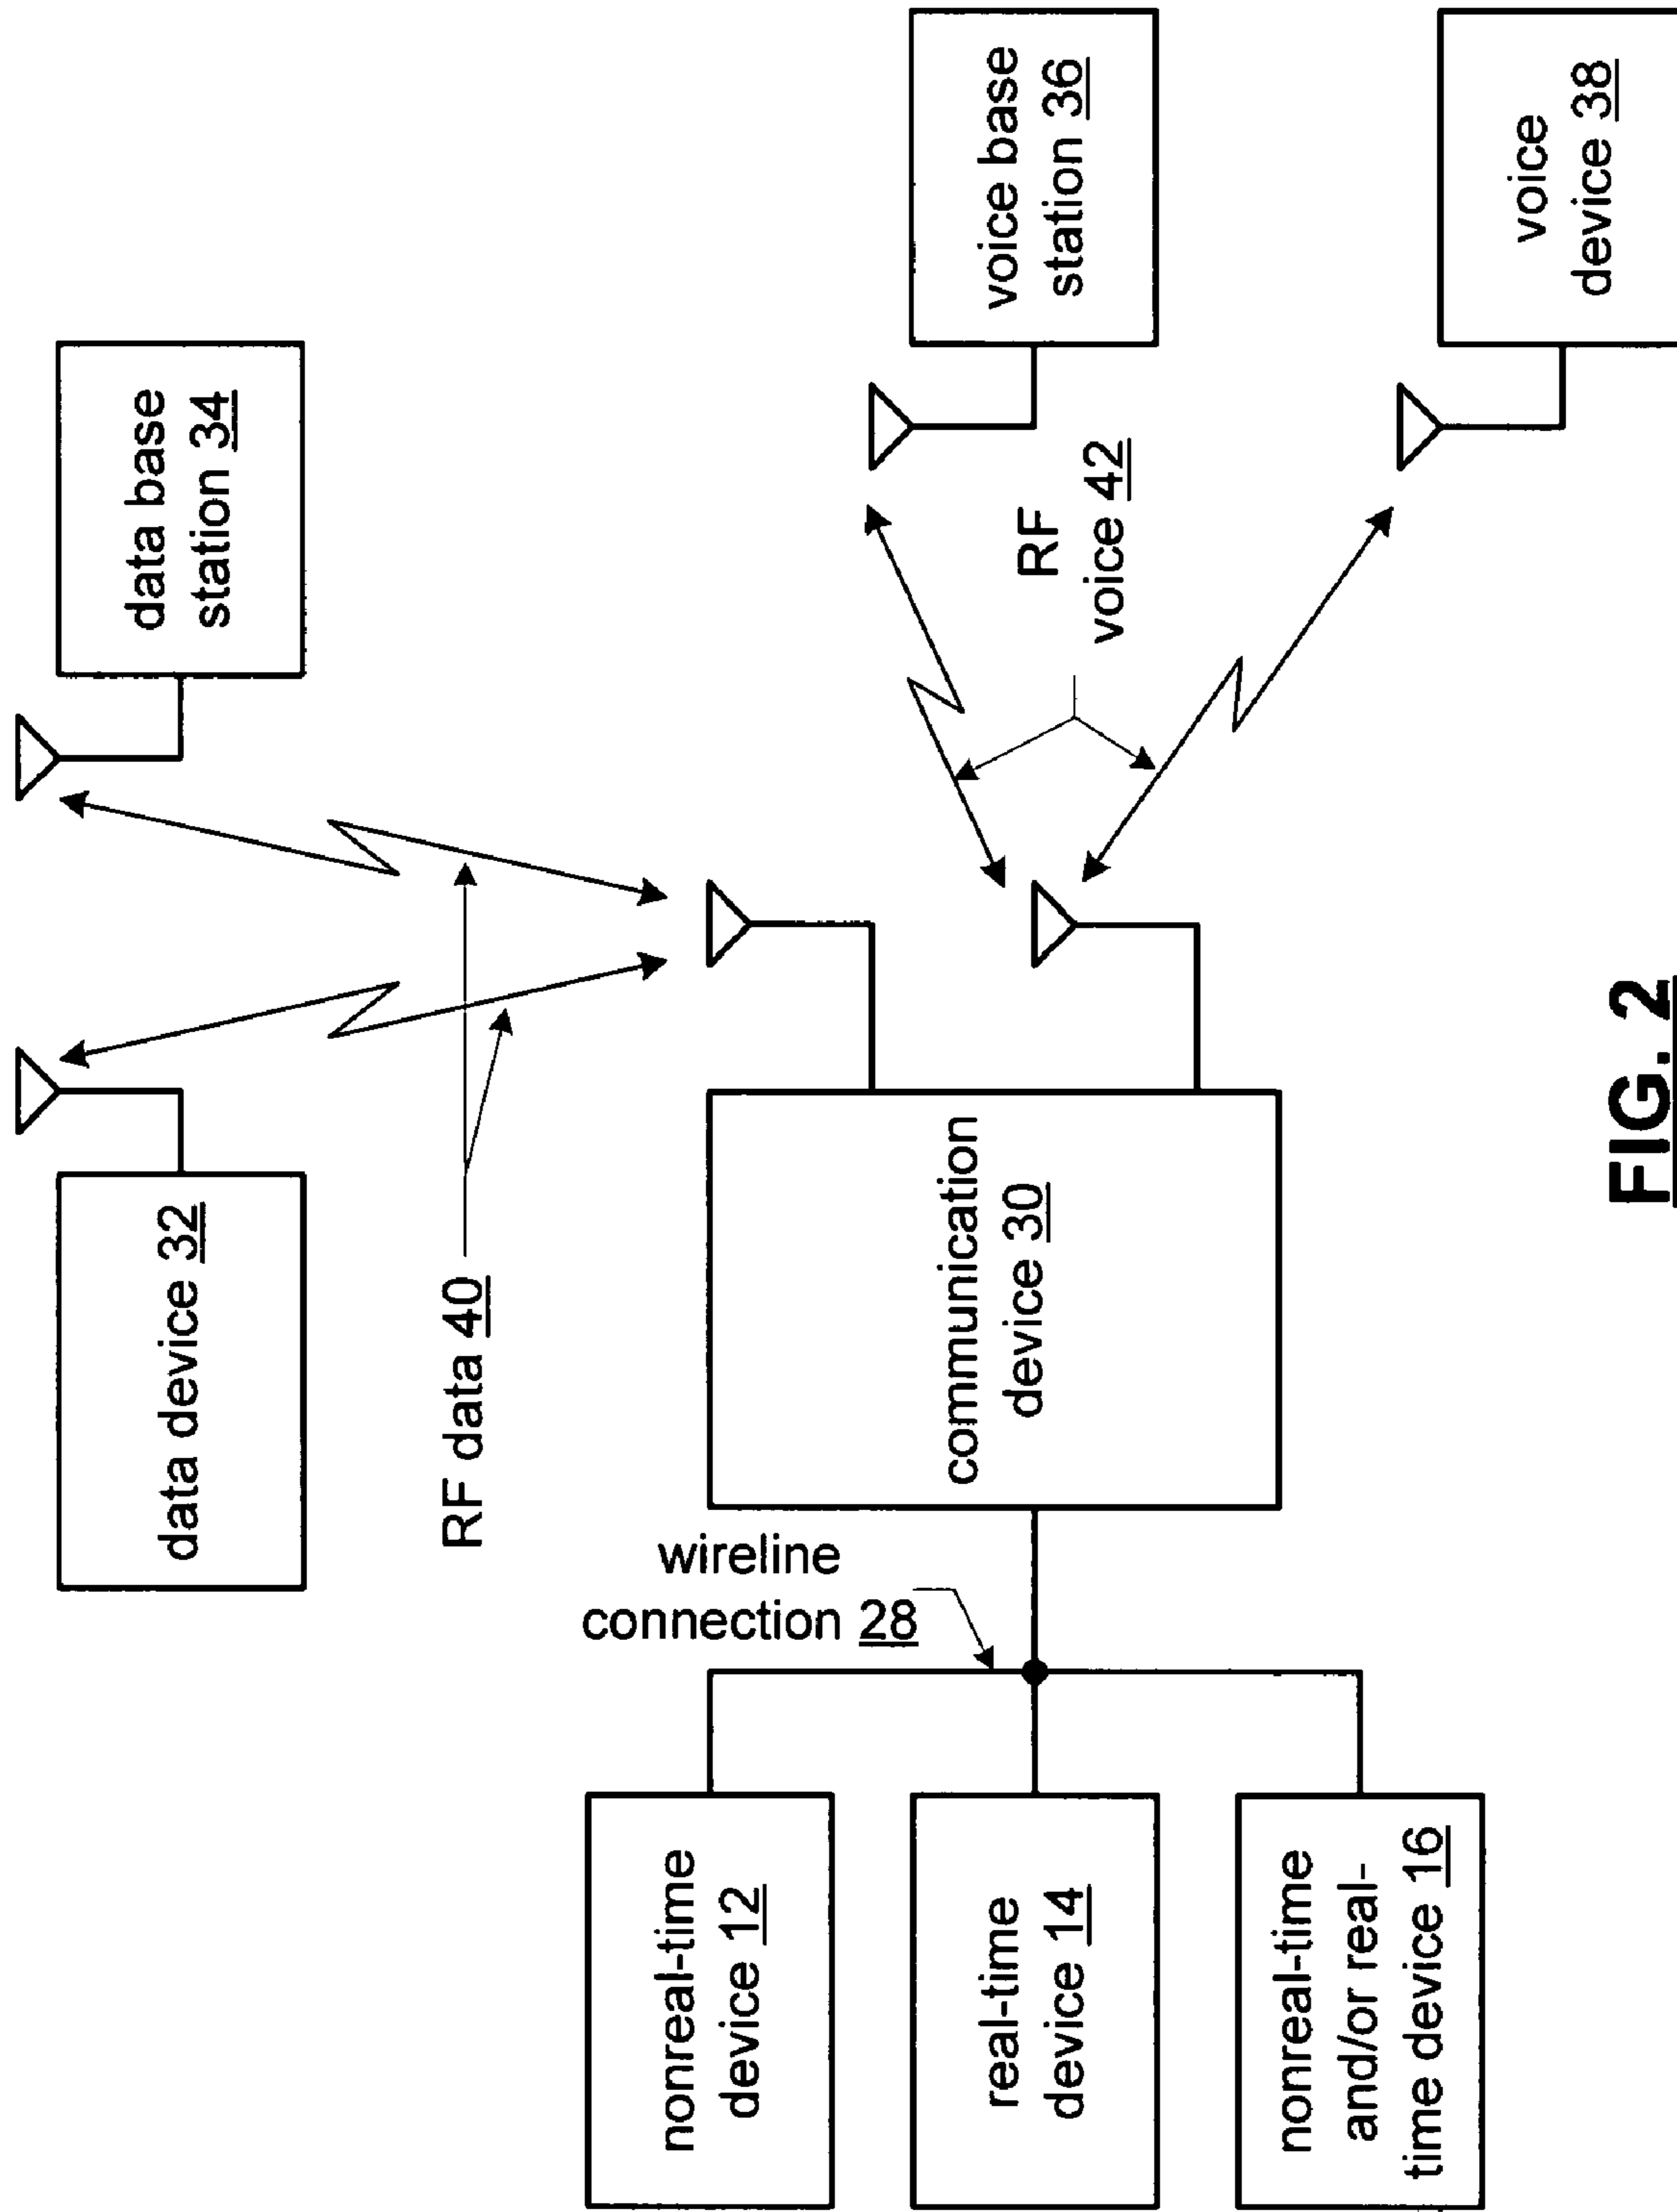 data device 32
data base
station 34
RF data 40
wireline
connection 28
nonreal-time
device 12
real-time
device 14
nonreal-time
and/or real-
time device 16
communication
device 30
RF
voice 42
voice base
station 36
voice
device 38
FIG. 2